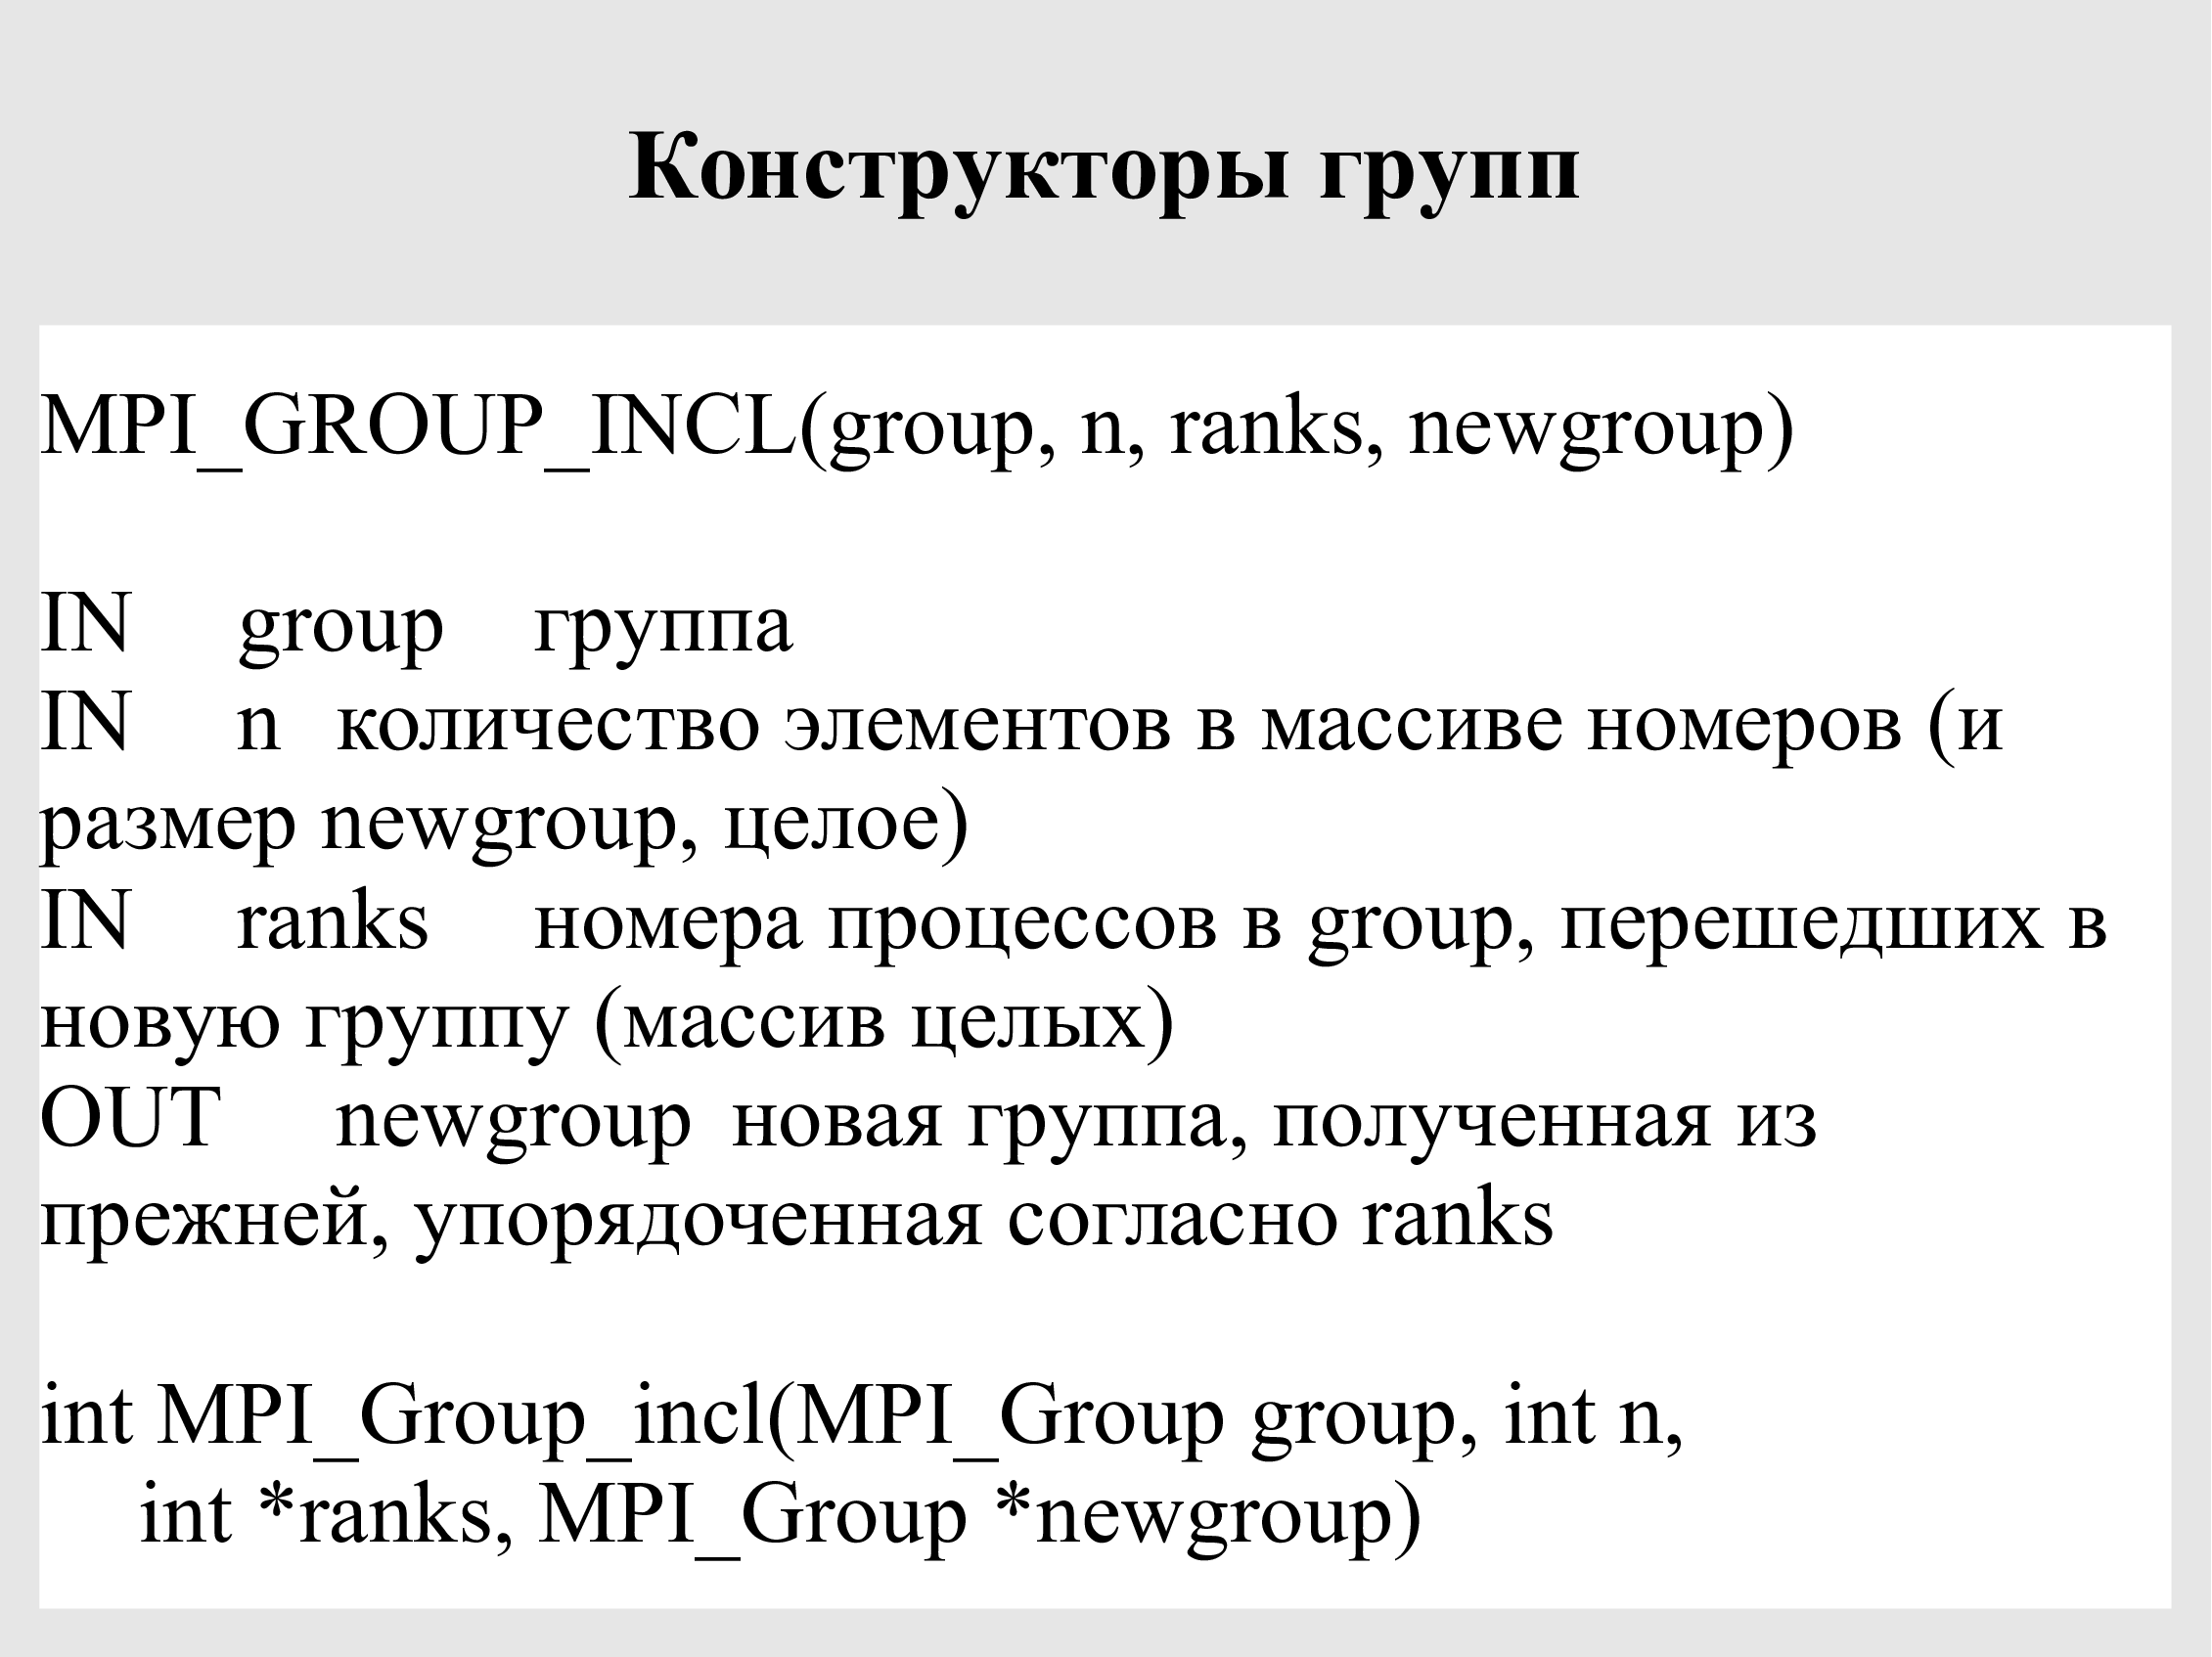 Конструкторы групп
MPI_GROUP_INCL(group, n, ranks, newgroup)
IN group группа
IN n количество элементов в массиве номеров (и
размер newgroup, целое)
IN ranks номера процессов в group, перешедших в
новую группу (массив целых)
OUT newgroup новая группа, полученная из
прежней, упорядоченная согласно ranks
int MPI_Group_incl(MPI_Group group, int n,
int *ranks, MPI_Group *newgroup)